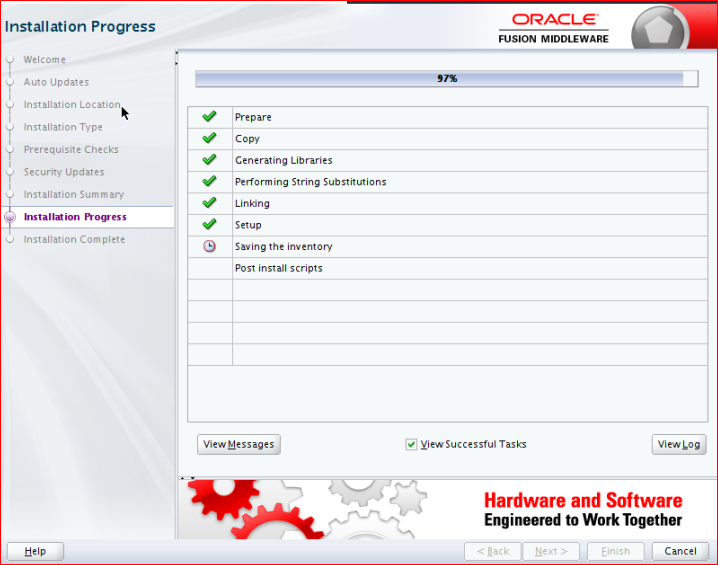 Installation Progress
ORACLE
FUSION MIDDLEWARE
Welcome
Auto Updates
Installation Location
Installation Type
Prerequisite Checks
Security Updates
Installation Summary
Installation Progress
Installation Complete
97%
Prepare
Copy
Generating Libraries
Performing String Substitutions
Linking
Setup
Saving the inventory
Post install scripts
View Messages
View Successful Tasks
View Log
Hardware and Software
Engineered to Work Together
Help
< Back
Next >
Finish
Cancel